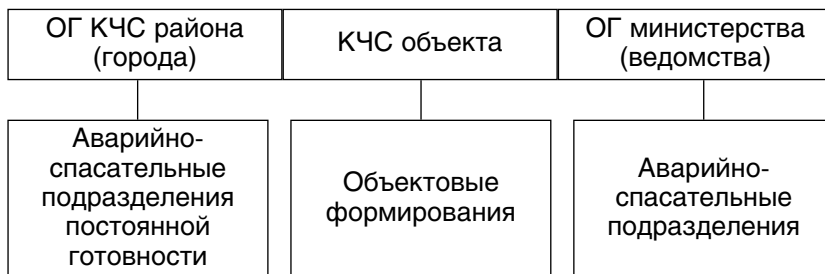 ОГ КЧС района
(города)
КЧС объекта
ОГ министерства
(ведомства)
Аварийно-
спасательные
подразделения
постоянной
готовности
Объектовые
формирования
Аварийно-
спасательные
подразделения